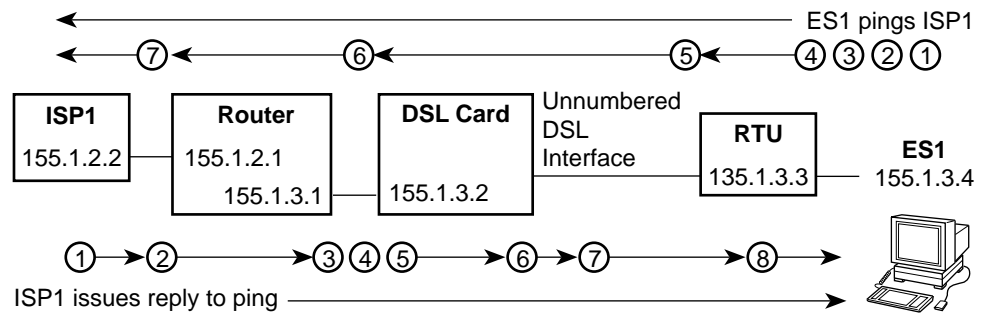 ES1 pings ISP1
7 6 5 4 3 2 1
ISP1
155.1.2.2
Router
155.1.2.1
155.1.3.1
DSL Card
155.1.3.2
Unnumbered
DSL
Interface
RTU
135.1.3.3
ES1
155.1.3.4
1 2 3 4 5 6 7 8
ISP1 issues reply to ping